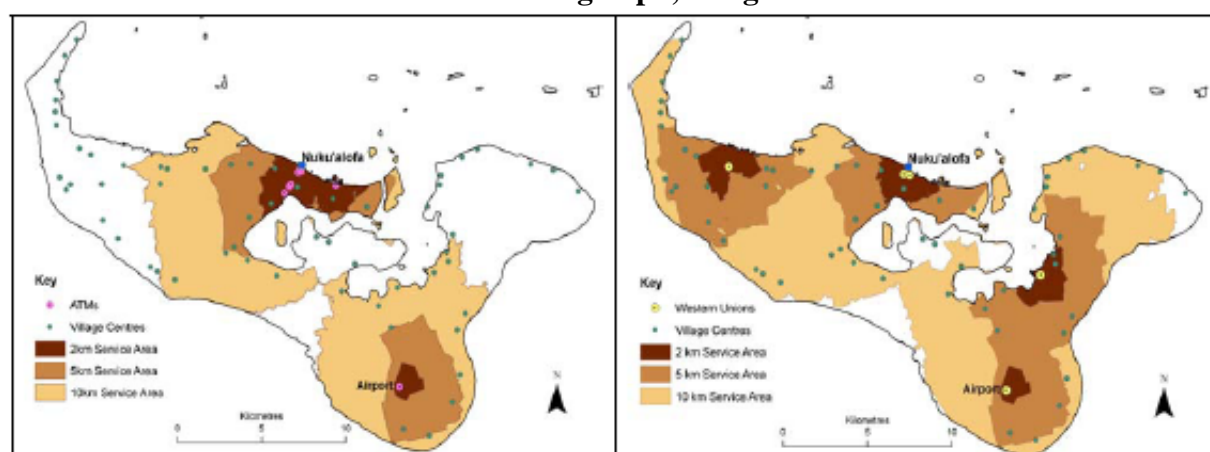 Nuku'alofa
Key
ATMs
Village Centres
2km Service Area
5km Service Area
10km Service Area
Airport
Kilometres
0 5 10
N
Nuku'alofa
Key
Western Unions
Village Centres
2 km Service Area
5 km Service Area
10 km Service Area
Airport
Kilometres
0 5 10
N